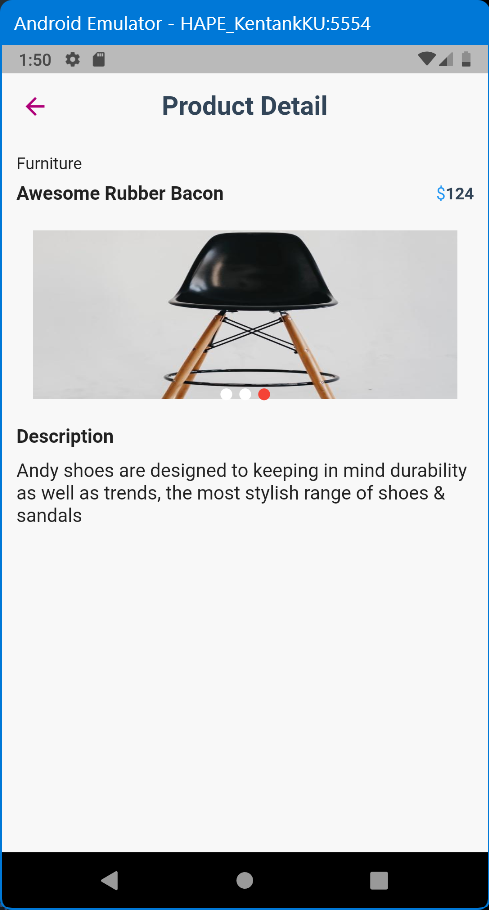 Android Emulator - HAPE_KentankKU:5554
1:50
Product Detail
Furniture
Awesome Rubber Bacon
$124
Description
Andy shoes are designed to keeping in mind durability
as well as trends, the most stylish range of shoes &
sandals